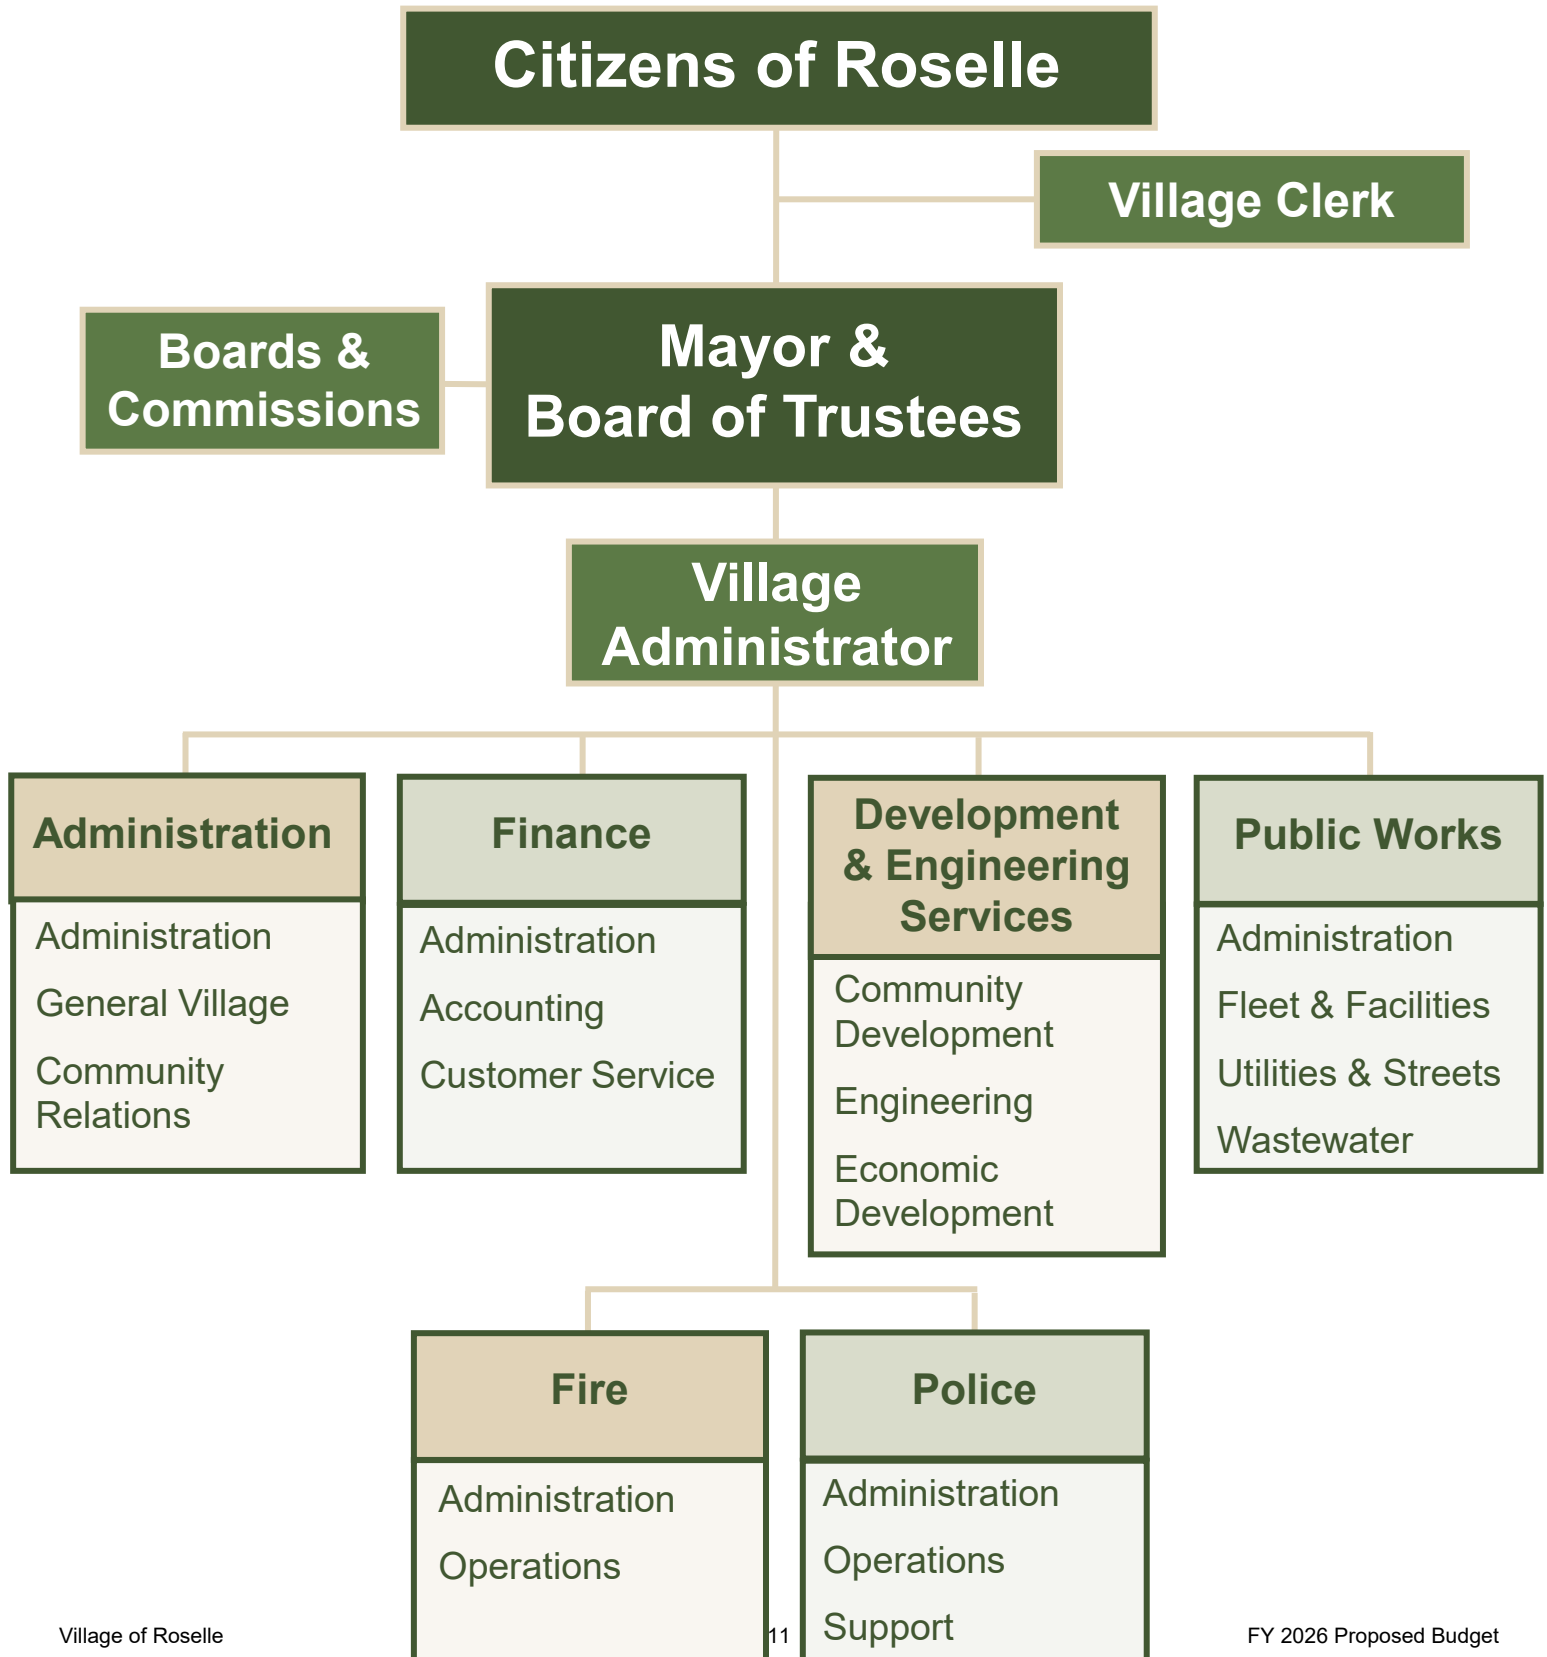 Citizens of Roselle
Village Clerk
Boards &
Commissions
Mayor &
Board of Trustees
Village
Administrator
Administration
Administration
General Village
Community
Relations
Finance
Administration
Accounting
Customer Service
Development
& Engineering
Services
Community
Development
Engineering
Economic
Development
Public Works
Administration
Fleet & Facilities
Utilities & Streets
Wastewater
Fire
Administration
Operations
Police
Administration
Operations
Support
Village of Roselle
11
FY 2026 Proposed Budget